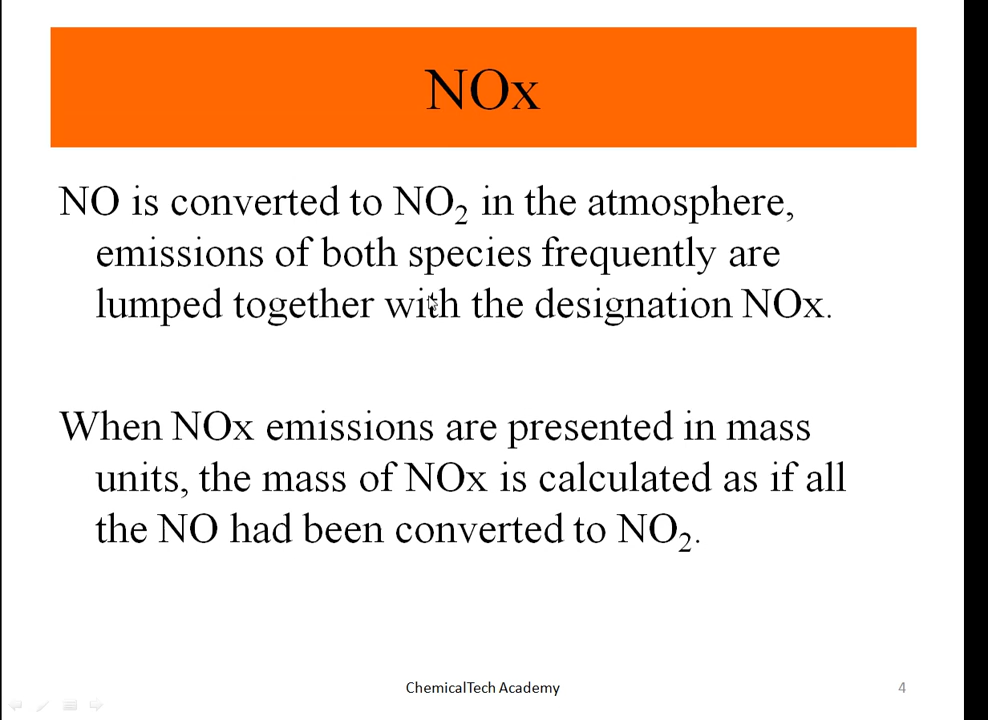 NOx
NO is converted to NO₂ in the atmosphere,
emissions of both species frequently are
lumped together with the designation NOx.
When NOx emissions are presented in mass
units, the mass of NOx is calculated as if all
the NO had been converted to NO₂.
ChemicalTech Academy
4